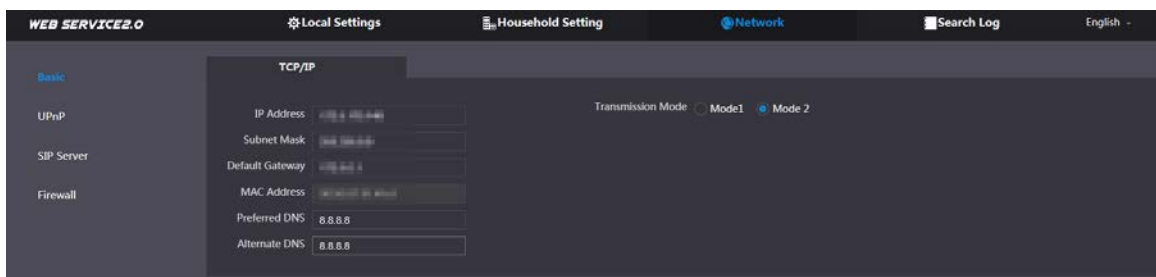 WEB SERVICE2.0 Local Settings Household Setting Network Search Log English
Basic
UPnP
SIP Server
Firewall
TCP/IP
IP Address
Subnet Mask
Default Gateway
MAC Address
Preferred DNS 8.8.8.8
Alternate DNS 8.8.8.8
Transmission Mode Mode1 Mode 2